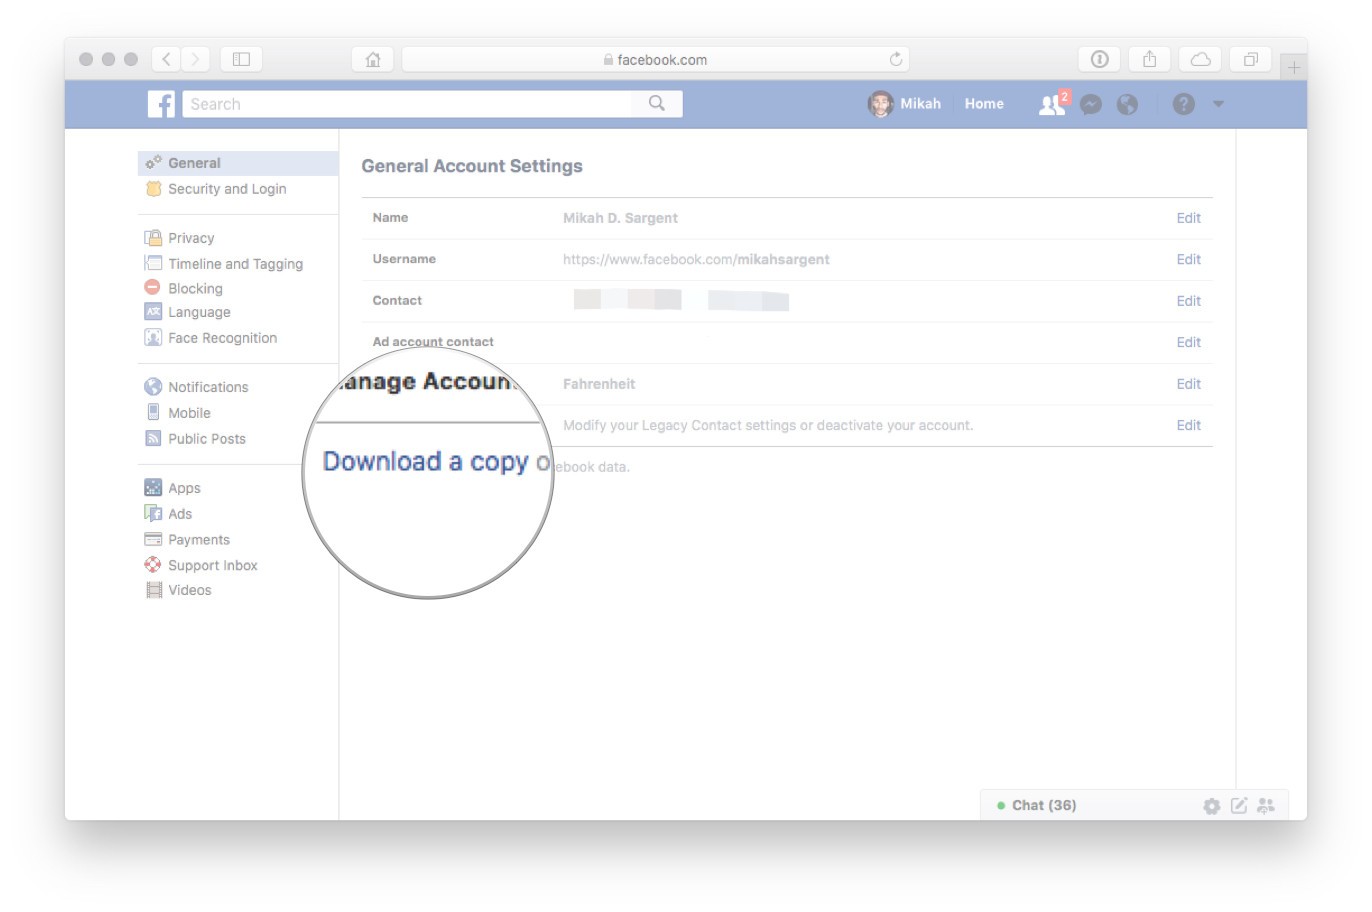 facebook.com
Search
Mikah
Home
2
General
Security and Login
Privacy
Timeline and Tagging
Blocking
Language
Face Recognition
Notifications
Mobile
Public Posts
Apps
Ads
Payments
Support Inbox
Videos
General Account Settings
Name Mikah D. Sargent Edit
Username https://www.facebook.com/mikahsargent Edit
Contact Edit
Ad account contact Edit
Fahrenheit Edit
anage Accoun
Modify your Legacy Contact settings or deactivate your account. Edit
Download a copy o ebook data.
Chat (36)